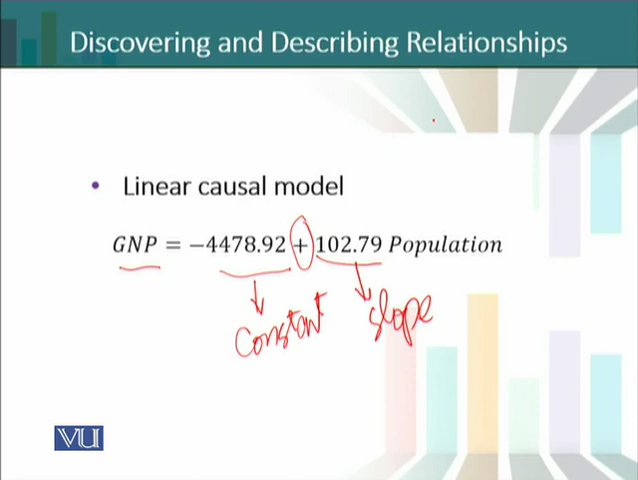 Discovering and Describing Relationships
• Linear causal model
GNP = −4478.92 + 102.79 Population
constant
slope
VU